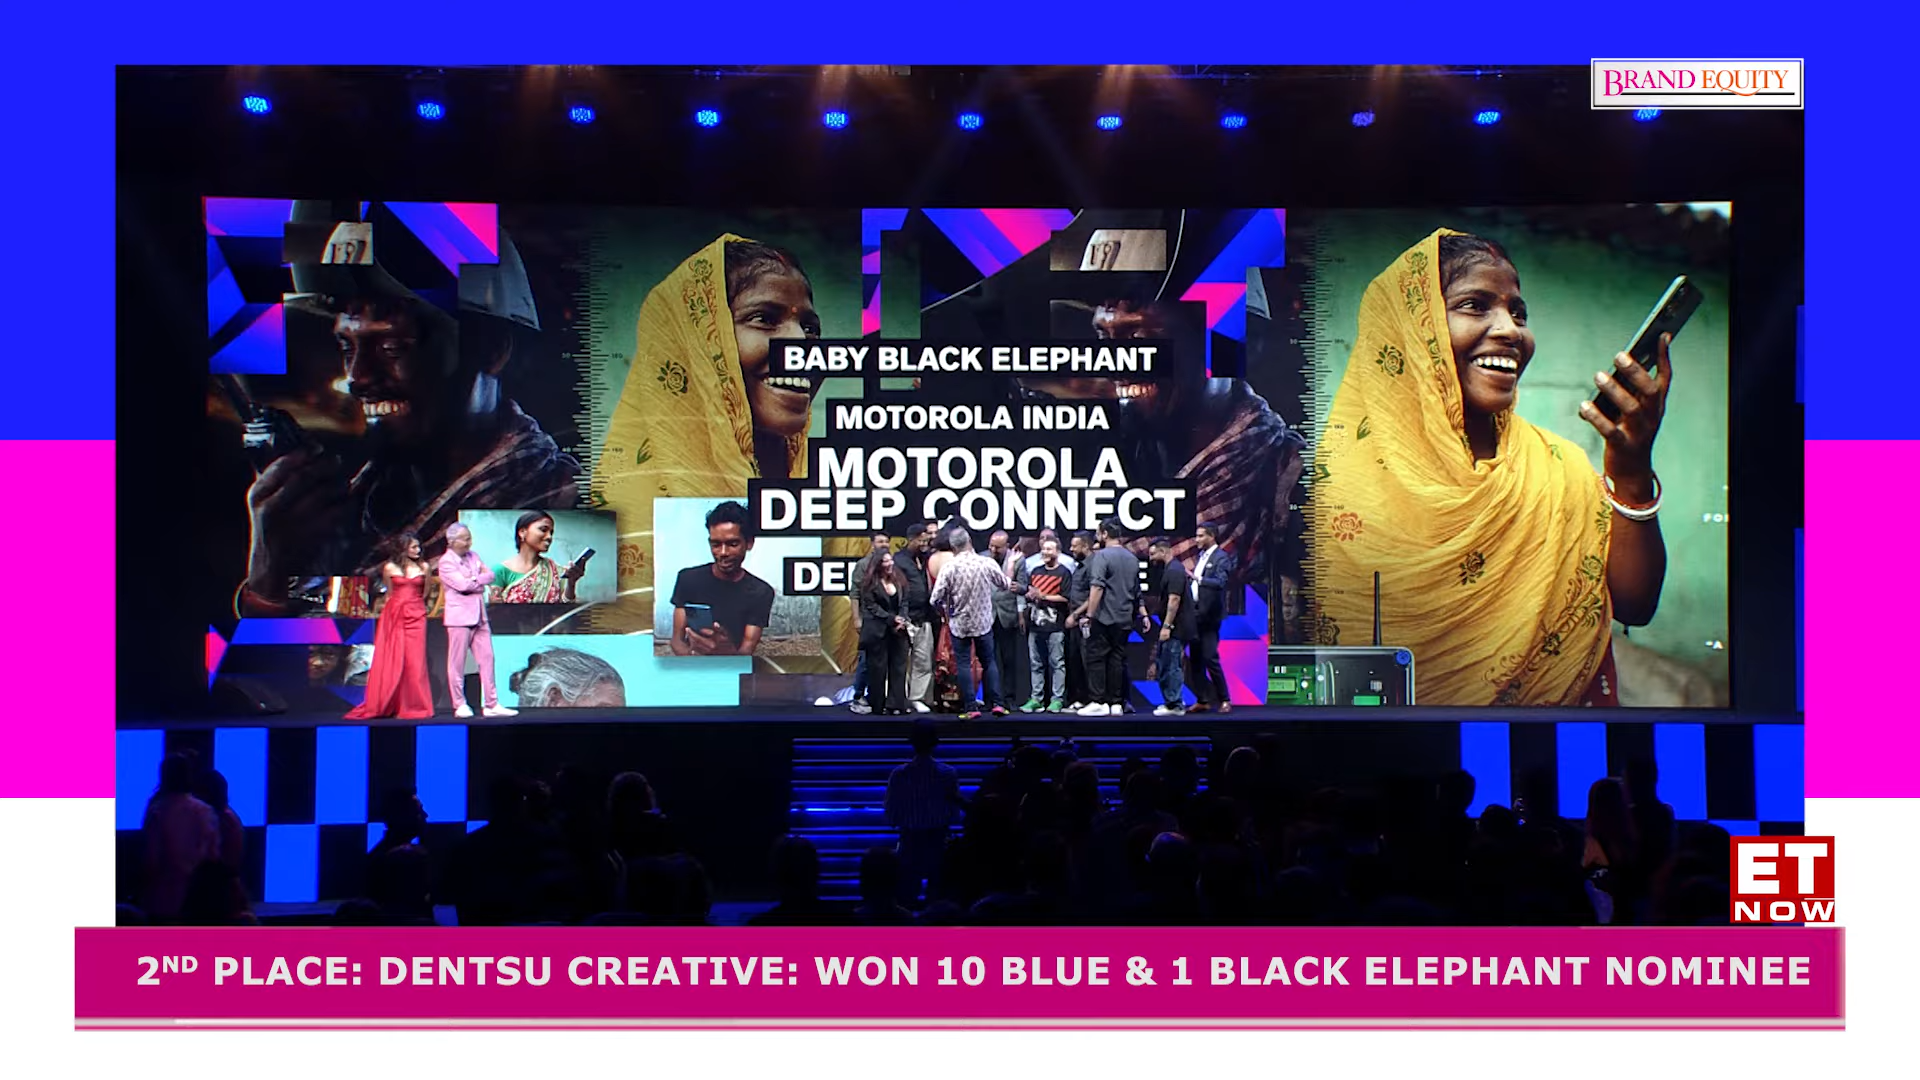 BRAND EQUITY
BABY BLACK ELEPHANT
MOTOROLA INDIA
MOTOROLA
DEEP CONNECT
ET
NOW
2ND PLACE: DENTSU CREATIVE: WON 10 BLUE & 1 BLACK ELEPHANT NOMINEE